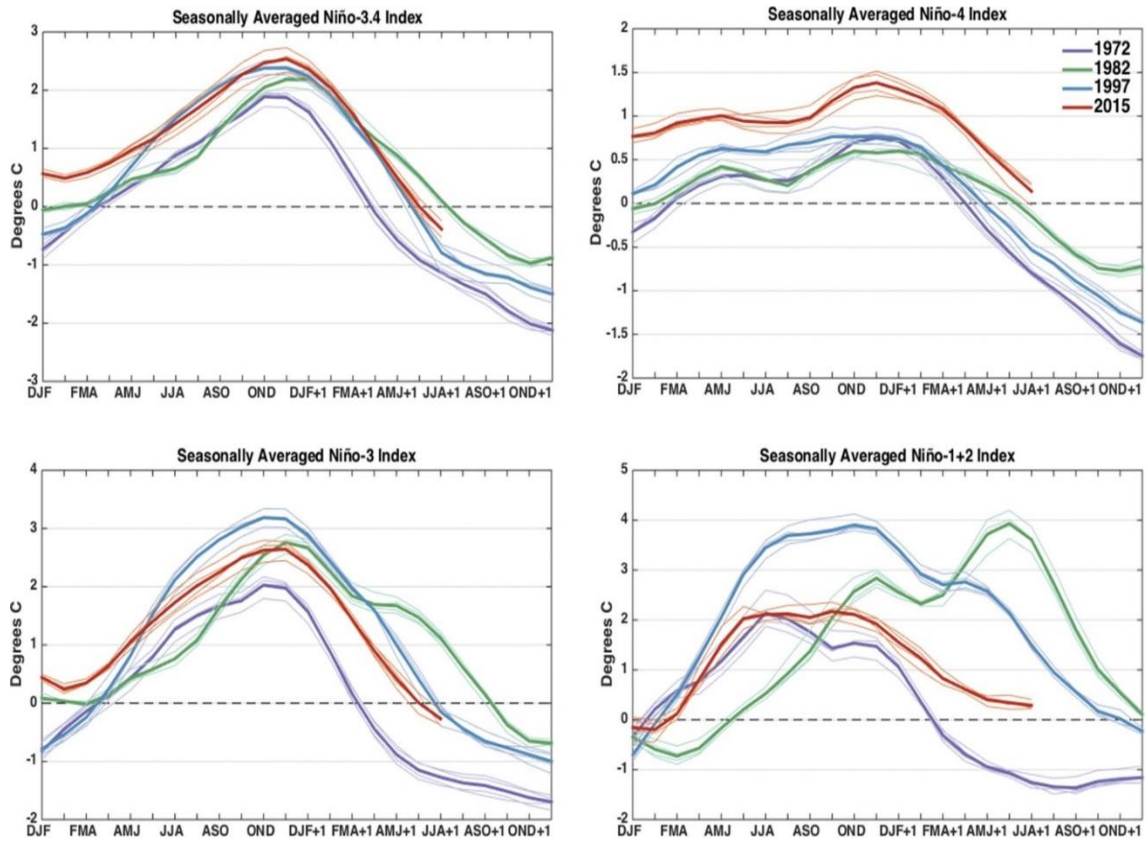 Seasonally Averaged Niño-3.4 Index
Degrees C
3
2
1
0
-1
-2
-3
DJF FMA AMJ JJA ASO OND DJF+1 FMA+1 AMJ+1 JJA+1 ASO+1 OND+1
Seasonally Averaged Niño-4 Index
Degrees C
2
1.5
1
0.5
0
-0.5
-1
-1.5
-2
1972
1982
1997
2015
DJF FMA AMJ JJA ASO OND DJF+1 FMA+1 AMJ+1 JJA+1 ASO+1 OND+1
Seasonally Averaged Niño-3 Index
Degrees C
4
3
2
1
0
-1
-2
DJF FMA AMJ JJA ASO OND DJF+1 FMA+1 AMJ+1 JJA+1 ASO+1 OND+1
Seasonally Averaged Niño-1+2 Index
Degrees C
5
4
3
2
1
0
-1
-2
DJF FMA AMJ JJA ASO OND DJF+1 FMA+1 AMJ+1 JJA+1 ASO+1 OND+1